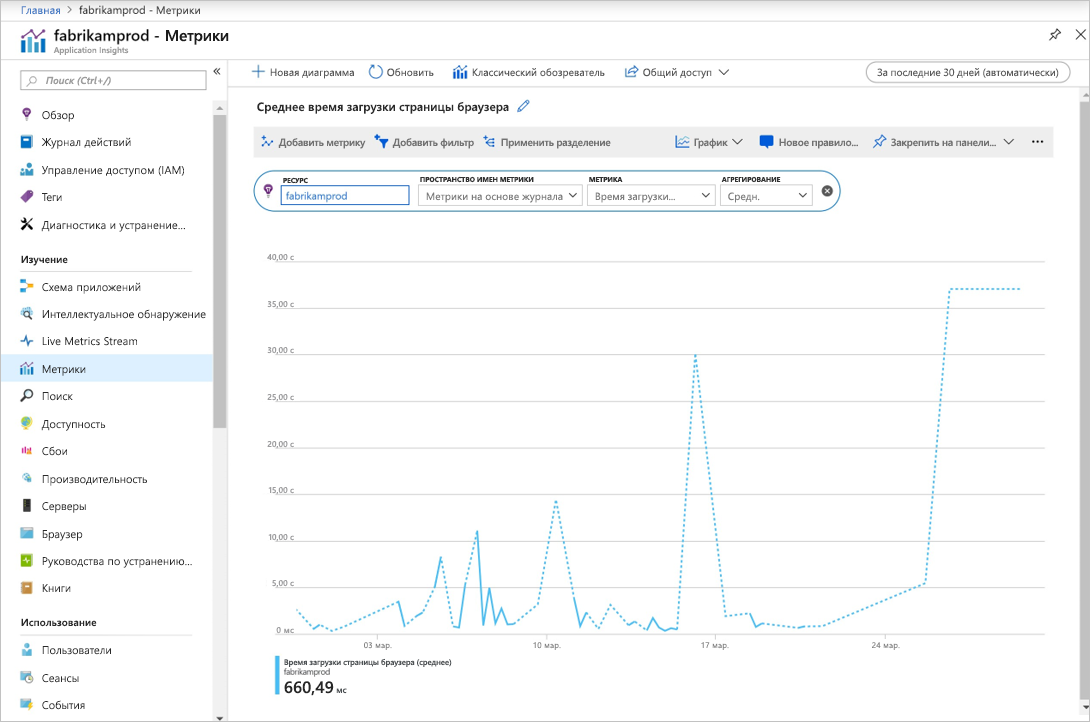 Главная > fabrikamprod - Метрики
fabrikamprod - Метрики
Application Insights
Поиск (Ctrl+/)
«
Обзор
Журнал действий
Управление доступом (IAM)
Теги
Диагностика и устранение...
Изучение
Схема приложений
Интеллектуальное обнаружение
Live Metrics Stream
Метрики
Поиск
Доступность
Сбои
Производительность
Серверы
Браузер
Руководства по устранению...
Книги
Использование
Пользователи
Сеансы
События
Новая диаграмма
Обновить
Классический обозреватель
Общий доступ
За последние 30 дней (автоматически)
Среднее время загрузки страницы браузера
Добавить метрику
Добавить фильтр
Применить разделение
График
Новое правило...
Закрепить на панели...
РЕСУРС
ПРОСТРАНСТВО ИМЕН МЕТРИКИ
МЕТРИКА
АГРЕГИРОВАНИЕ
fabrikamprod
Метрики на основе журнала
Время загрузки...
Средн.
40,00 с
35,00 с
30,00 с
25,00 с
20,00 с
15,00 с
10,00 с
5,00 с
0 мс
03 мар.
10 мар.
17 мар.
24 мар.
Время загрузки страницы браузера (среднее)
fabrikamprod
660,49 мс